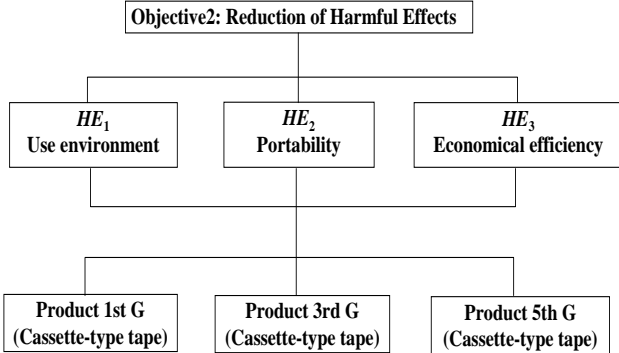 Objective2: Reduction of Harmful Effects
HE1
Use environment
HE2
Portability
HE3
Economical efficiency
Product 1st G
(Cassette-type tape)
Product 3rd G
(Cassette-type tape)
Product 5th G
(Cassette-type tape)